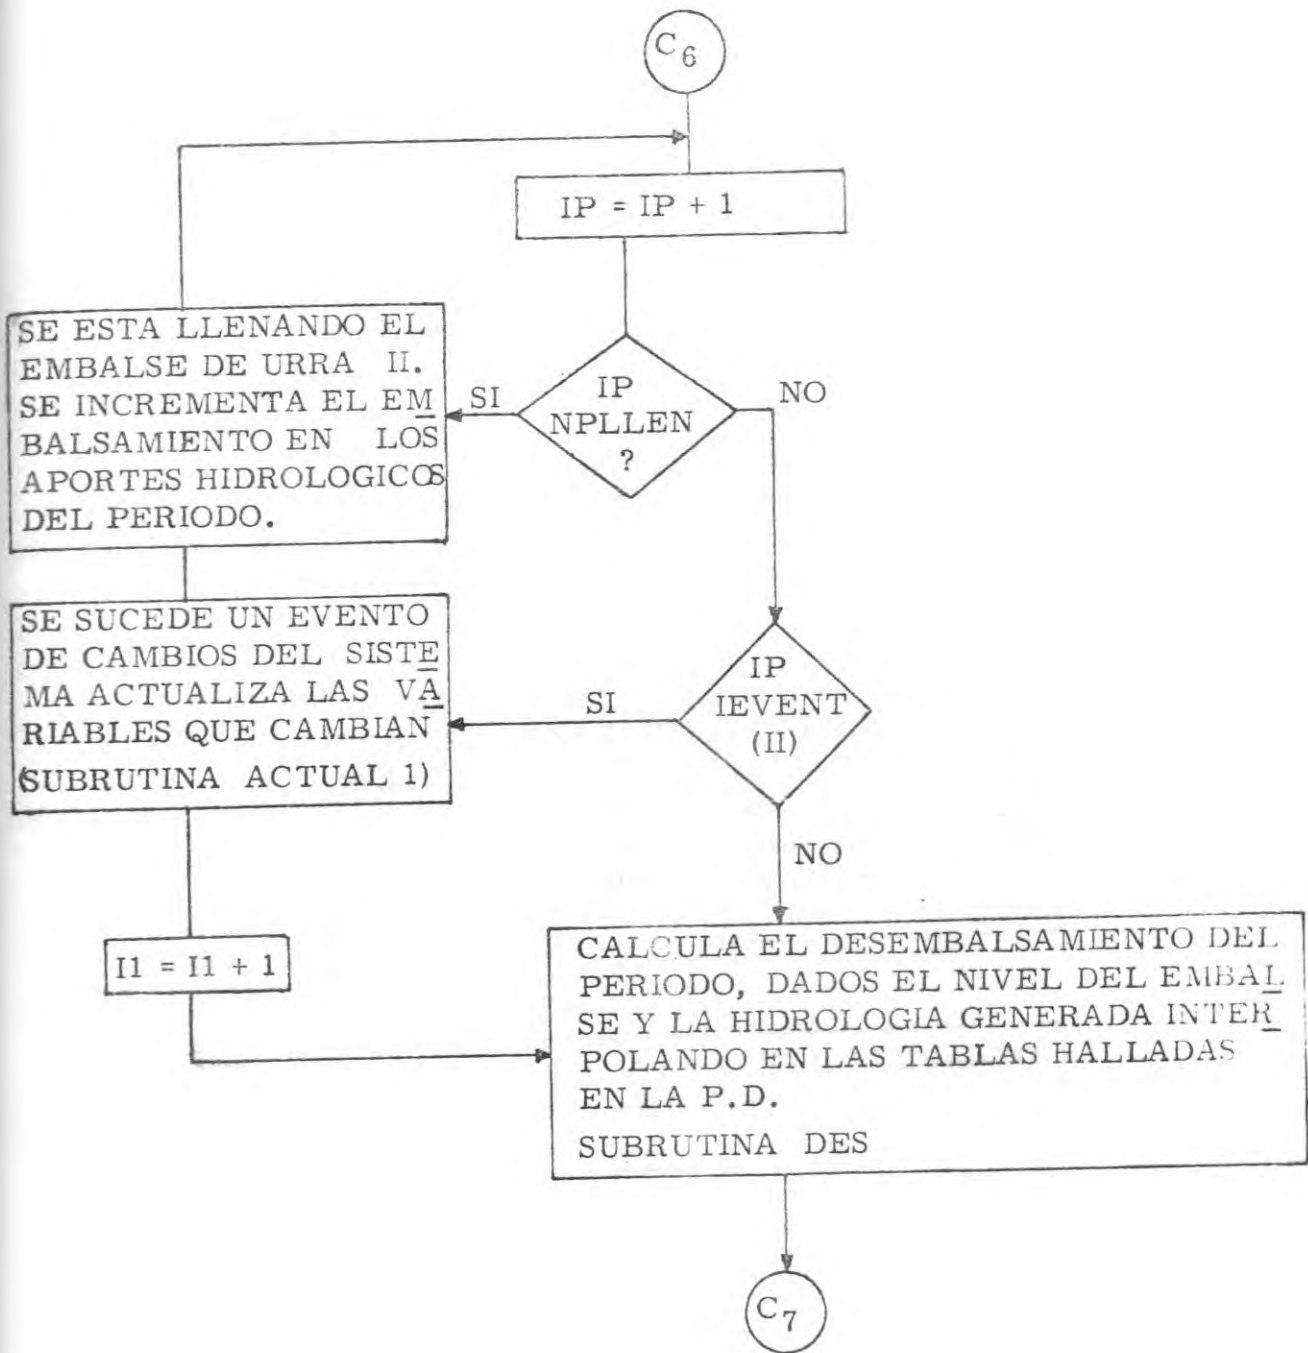 C6
IP = IP + 1
SE ESTA LLENANDO EL
EMBALSE DE URRA II.
SE INCREMENTA EL EM
BALSAMIENTO EN LOS
APORTES HIDROLOGICOS
DEL PERIODO.
SI
IP
NPLLEN
?
NO
SE SUCEDE UN EVENTO
DE CAMBIOS DEL SISTE
MA ACTUALIZA LAS VA
RIABLES QUE CAMBIAN
(SUBRUTINA ACTUAL 1)
SI
IP
IEVENT
(II)
NO
I1 = I1 + 1
CALCULA EL DESEMBALSAMIENTO DEL
PERIODO, DADOS EL NIVEL DEL EMBAL
SE Y LA HIDROLOGIA GENERADA INTER
POLANDO EN LAS TABLAS HALLADAS
EN LA P.D.
SUBRUTINA DES
C7